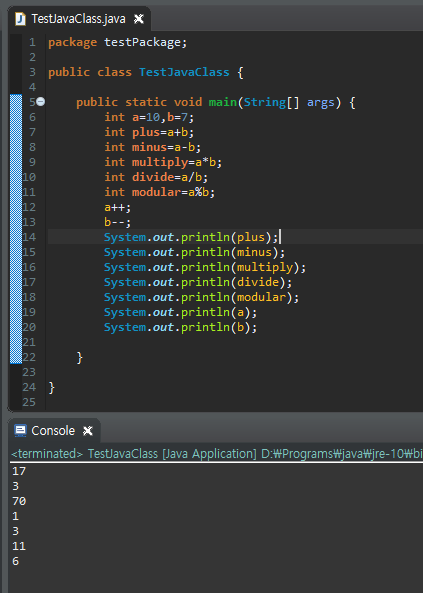 TestJavaClass.java
1 package testPackage;
2
3 public class TestJavaClass {
4
5 public static void main(String[] args) {
6 int a=10,b=7;
7 int plus=a+b;
8 int minus=a-b;
9 int multiply=a*b;
10 int divide=a/b;
11 int modular=a%b;
12 a++;
13 b--;
14 System.out.println(plus);
15 System.out.println(minus);
16 System.out.println(multiply);
17 System.out.println(divide);
18 System.out.println(modular);
19 System.out.println(a);
20 System.out.println(b);
21
22 }
23
24 }
25
Console
<terminated> TestJavaClass [Java Application] D:₩Programs₩java₩jre-10₩bi
17
3
70
1
3
11
6